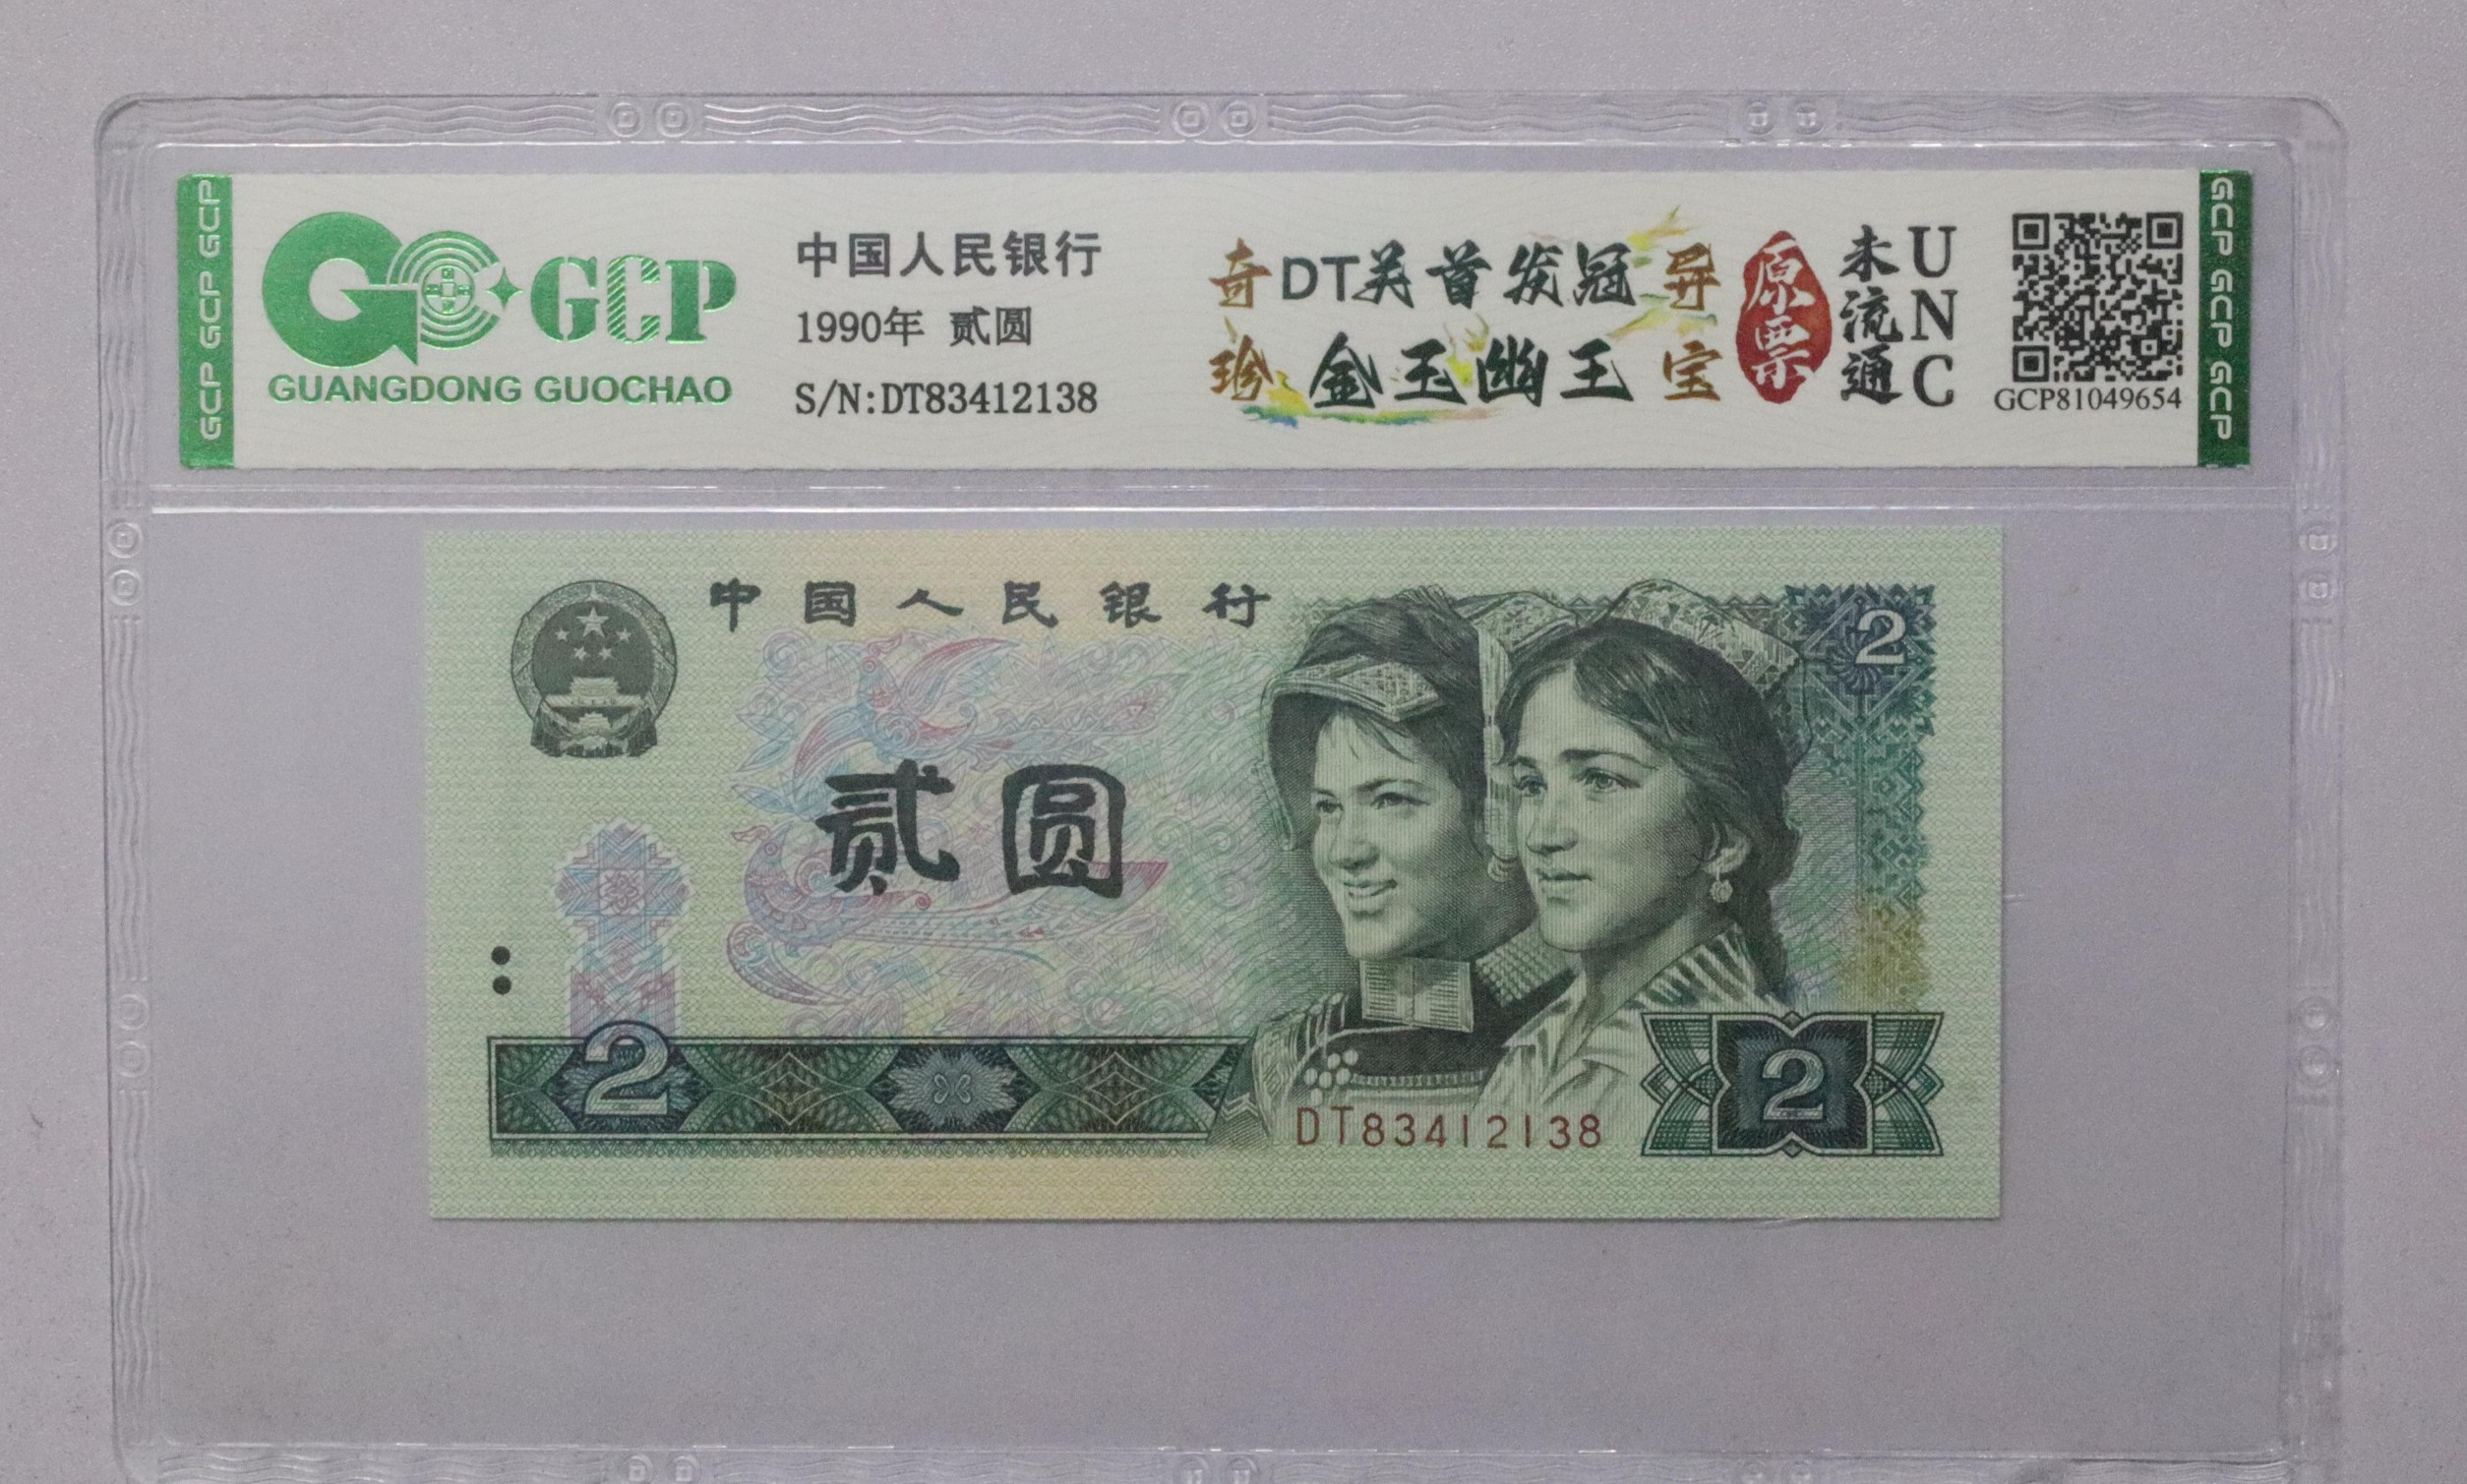 GCP GCP GCP
GCP
GUANGDONG GUOCHAO
中国人民银行
1990年 贰圆
S/N:DT83412138
奇 DT关首发冠 异
珍 金玉幽王 宝
原票
未流通
UNC
GCP81049654
GCP GCP GCP
中国人民银行
2
贰圆
2
2
DT83412138